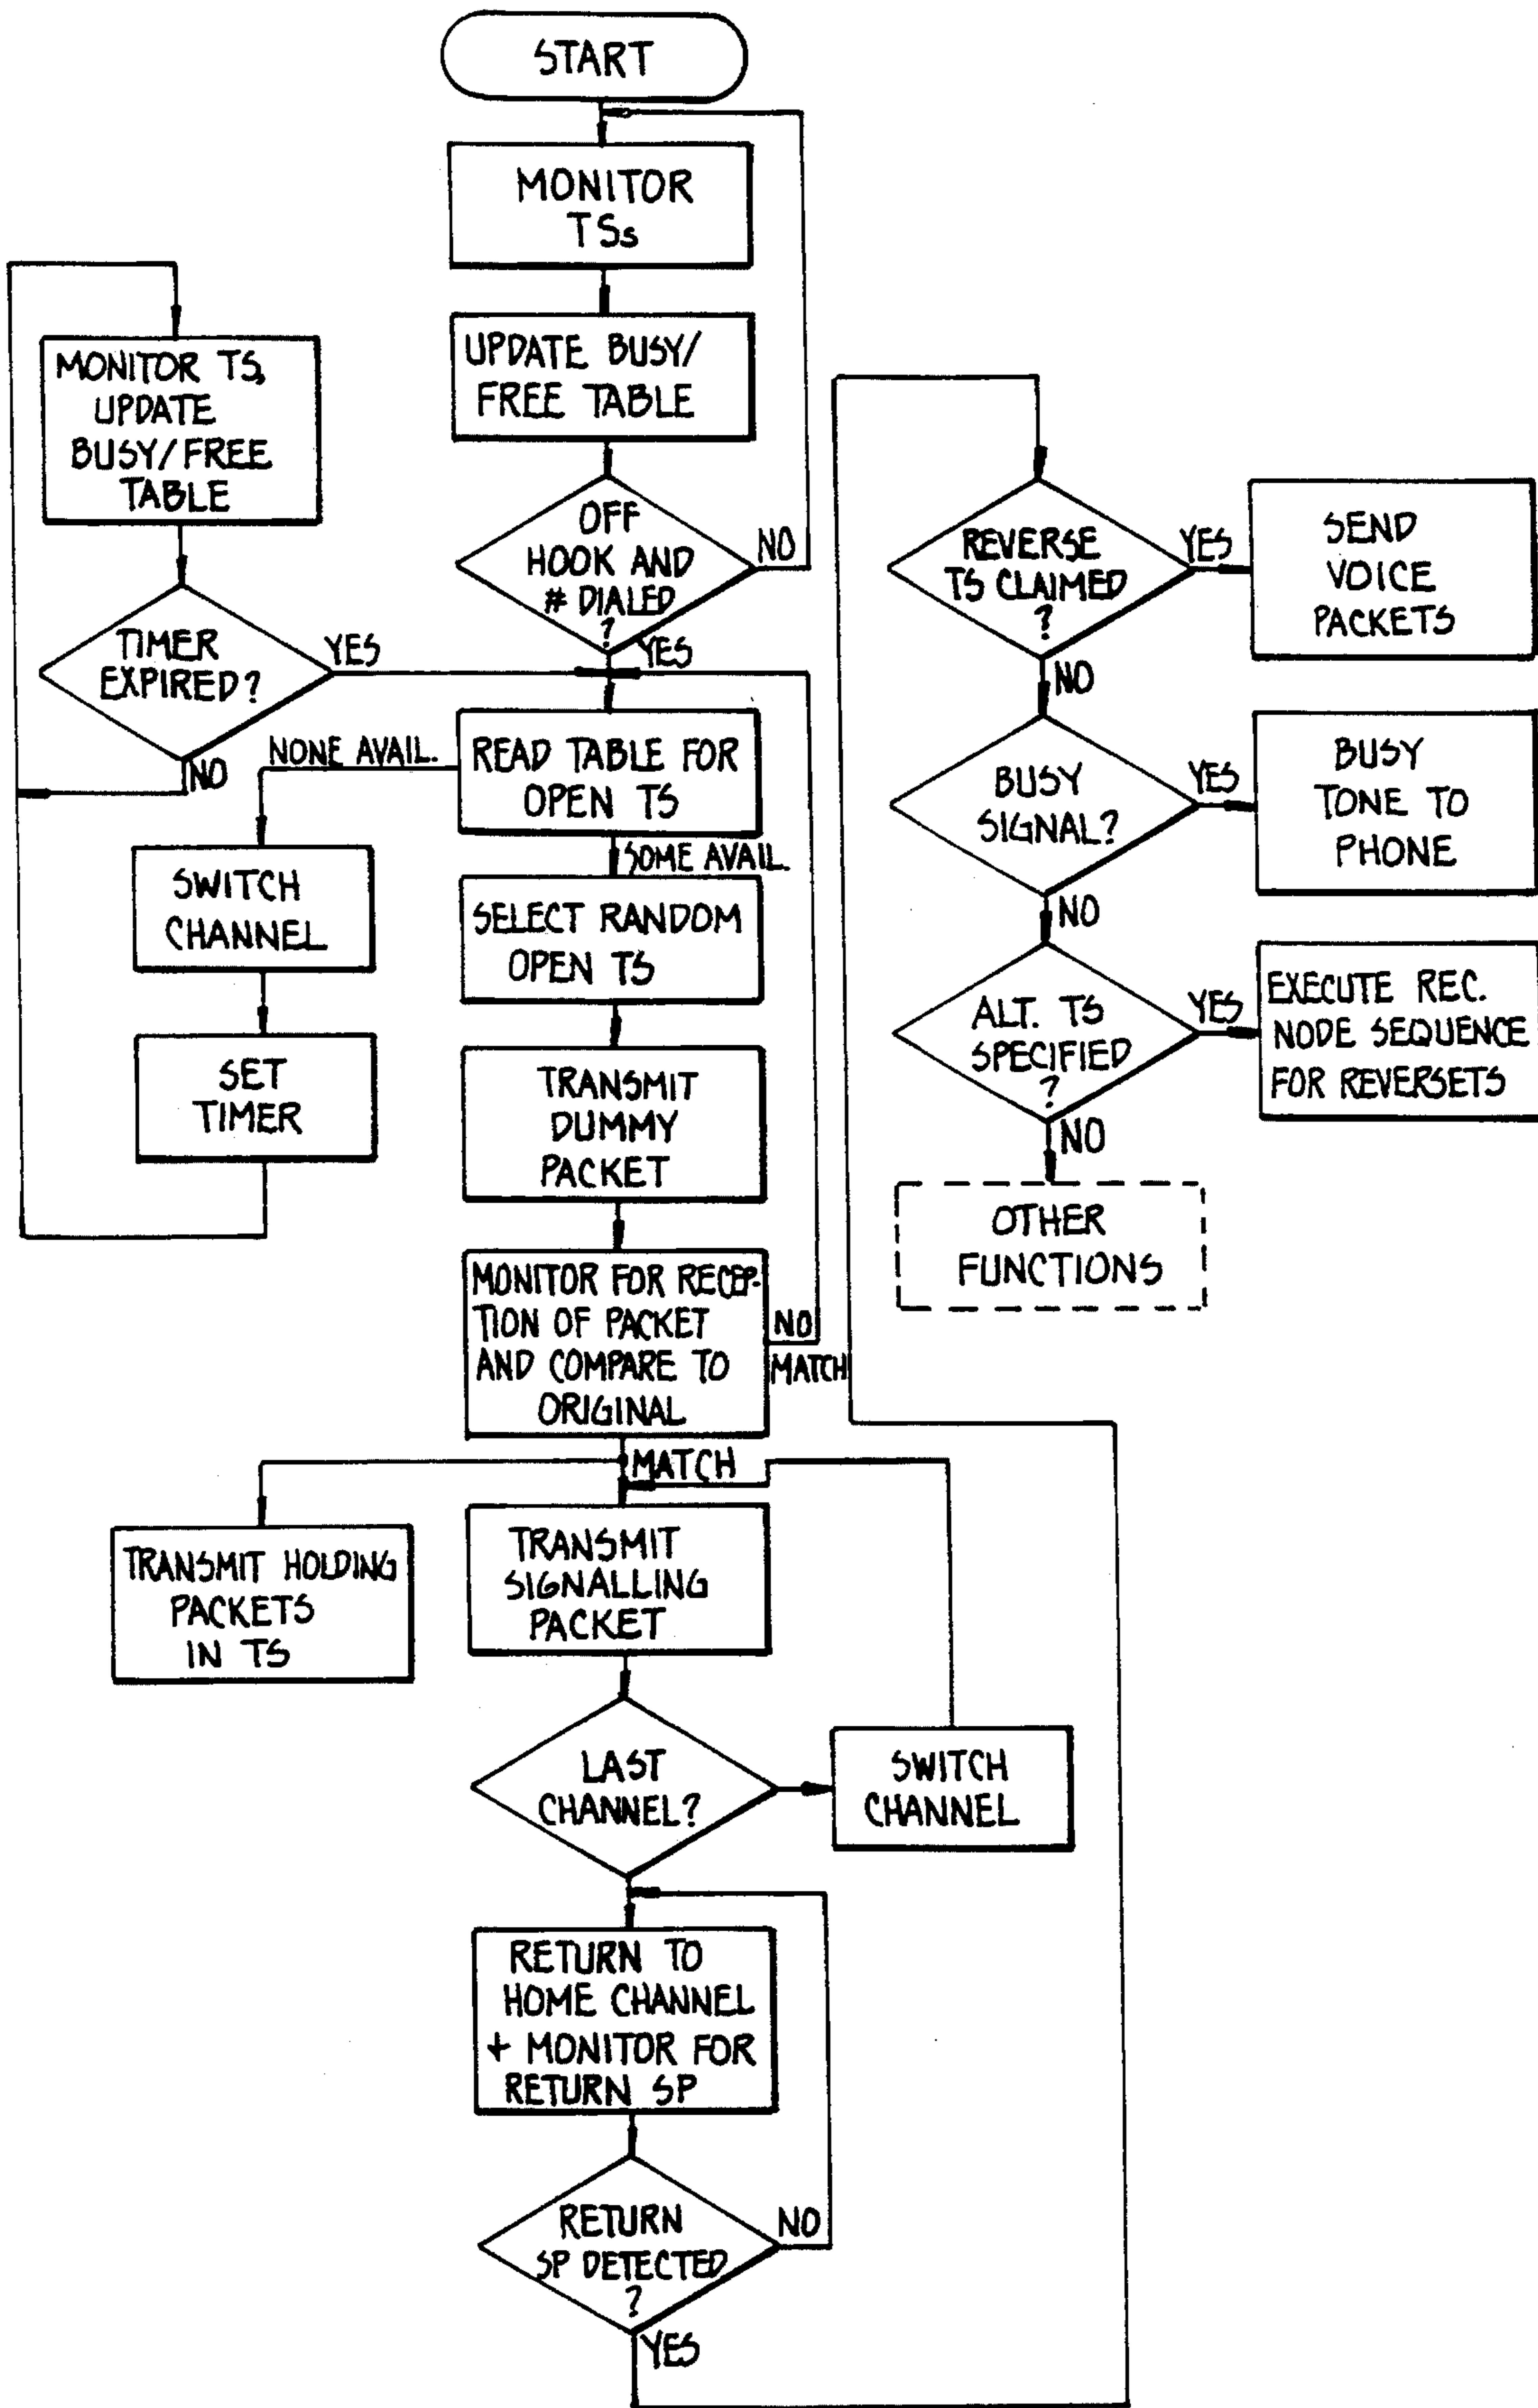 START
MONITOR
TSs
UPDATE BUSY/
FREE TABLE
OFF
HOOK AND
# DIALED
?
NO
YES
MONITOR TS,
UPDATE
BUSY/FREE
TABLE
TIMER
EXPIRED?
YES
NO
READ TABLE FOR
OPEN TS
NONE AVAIL.
SOME AVAIL.
SWITCH
CHANNEL
SET
TIMER
SELECT RANDOM
OPEN TS
TRANSMIT
DUMMY
PACKET
MONITOR FOR RECEP-
TION OF PACKET
AND COMPARE TO
ORIGINAL
NO
MATCH
MATCH
TRANSMIT HOLDING
PACKETS
IN TS
TRANSMIT
SIGNALLING
PACKET
LAST
CHANNEL?
SWITCH
CHANNEL
RETURN TO
HOME CHANNEL
+ MONITOR FOR
RETURN SP
RETURN
SP DETECTED
?
NO
YES
REVERSE
TS CLAIMED
?
YES
NO
SEND
VOICE
PACKETS
BUSY
SIGNAL?
YES
NO
BUSY
TONE TO
PHONE
ALT. TS
SPECIFIED
?
YES
NO
EXECUTE REC.
NODE SEQUENCE
FOR REVERSETS
OTHER
FUNCTIONS